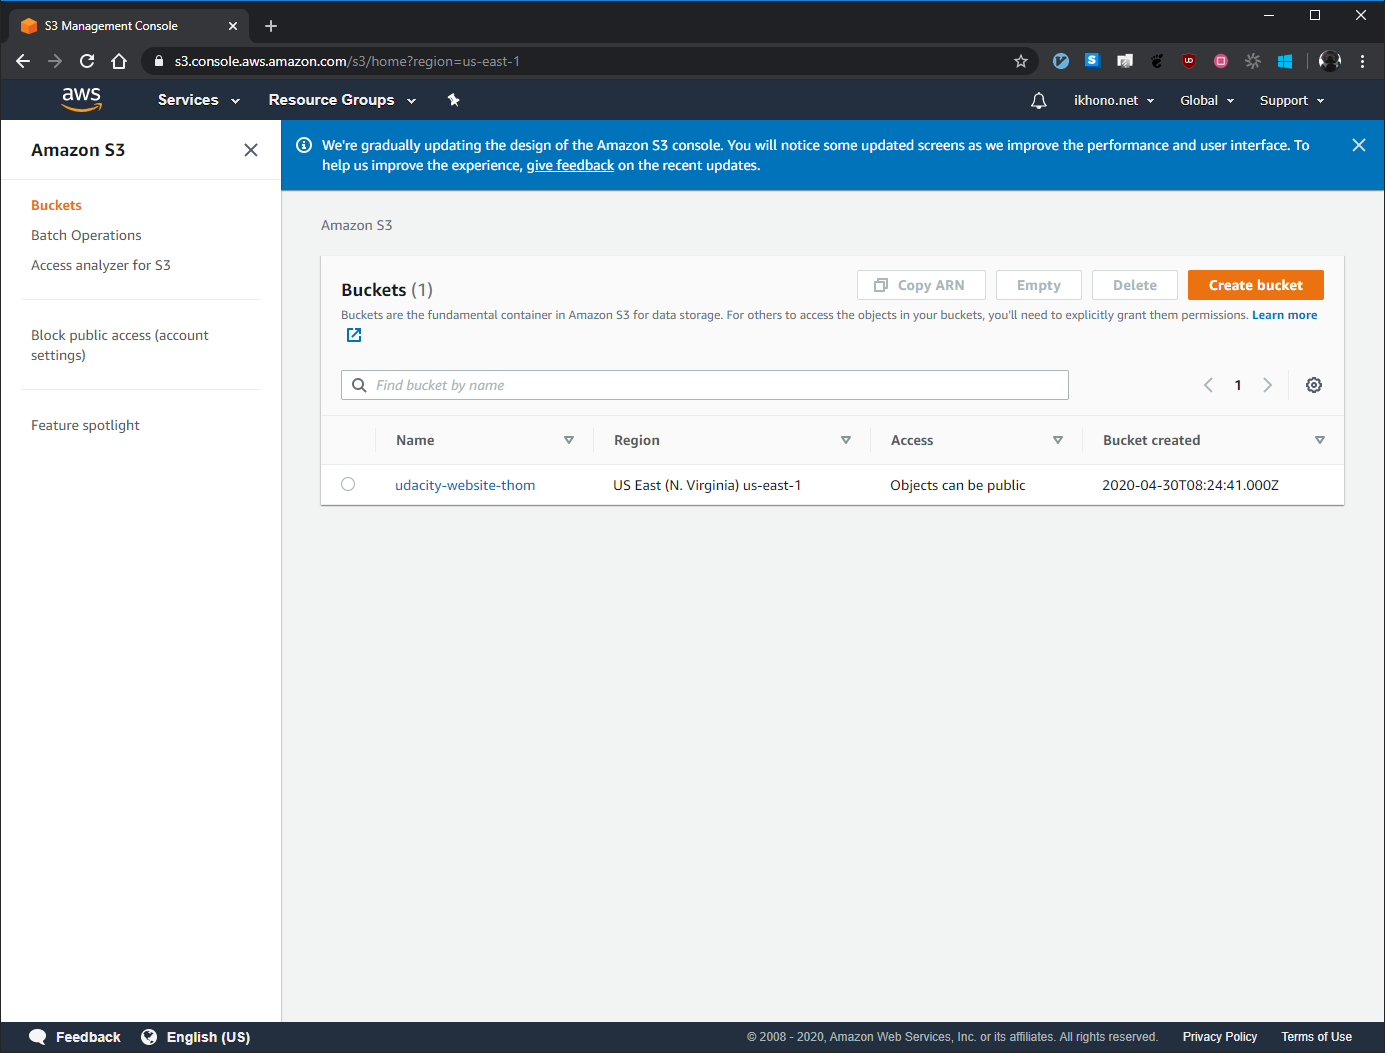 S3 Management Console
s3.console.aws.amazon.com/s3/home?region=us-east-1
aws
Services
Resource Groups
ikhono.net
Global
Support
Amazon S3
Buckets
Batch Operations
Access analyzer for S3
Block public access (account
settings)
Feature spotlight
We're gradually updating the design of the Amazon S3 console. You will notice some updated screens as we improve the performance and user interface. To
help us improve the experience, give feedback on the recent updates.
Amazon S3
Buckets (1)
Copy ARN
Empty
Delete
Create bucket
Buckets are the fundamental container in Amazon S3 for data storage. For others to access the objects in your buckets, you'll need to explicitly grant them permissions. Learn more
Find bucket by name
1
Name Region Access Bucket created
udacity-website-thom US East (N. Virginia) us-east-1 Objects can be public 2020-04-30T08:24:41.000Z
Feedback
English (US)
© 2008 - 2020, Amazon Web Services, Inc. or its affiliates. All rights reserved.
Privacy Policy
Terms of Use